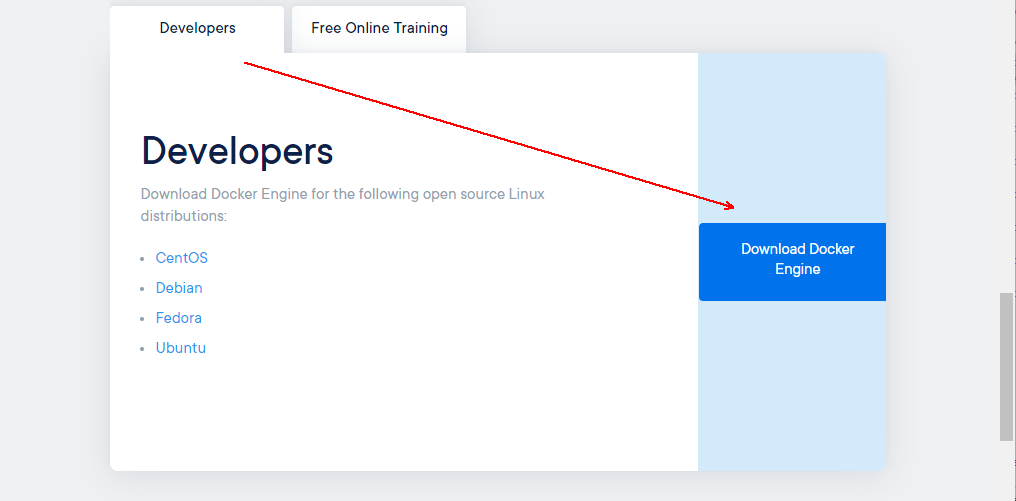 Developers
Free Online Training
Developers
Download Docker Engine for the following open source Linux
distributions:
CentOS
Debian
Fedora
Ubuntu
Download Docker
Engine